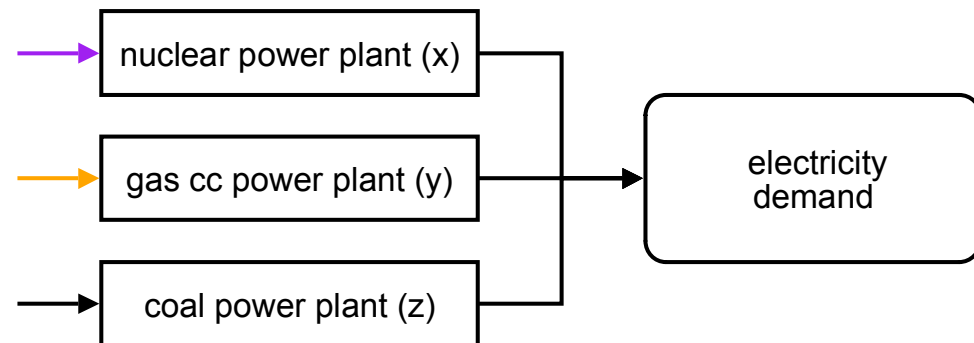 nuclear power plant (x)
gas cc power plant (y)
coal power plant (z)
electricity
demand